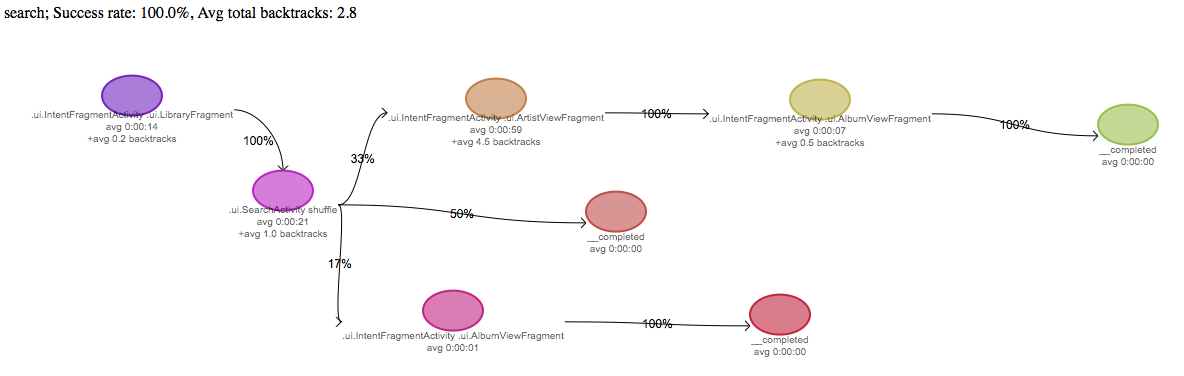 search; Success rate: 100.0%, Avg total backtracks: 2.8
.ui.IntentFragmentActivity .ui.LibraryFragment
avg 0:00:14
+avg 0.2 backtracks
100%
.ui.SearchActivity shuffle
avg 0:00:21
+avg 1.0 backtracks
33%
.ui.IntentFragmentActivity .ui.ArtistViewFragment
avg 0:00:59
+avg 4.5 backtracks
100%
.ui.IntentFragmentActivity .ui.AlbumViewFragment
avg 0:00:07
+avg 0.5 backtracks
100%
__completed
avg 0:00:00
50%
__completed
avg 0:00:00
17%
.ui.IntentFragmentActivity .ui.AlbumViewFragment
avg 0:00:01
100%
__completed
avg 0:00:00